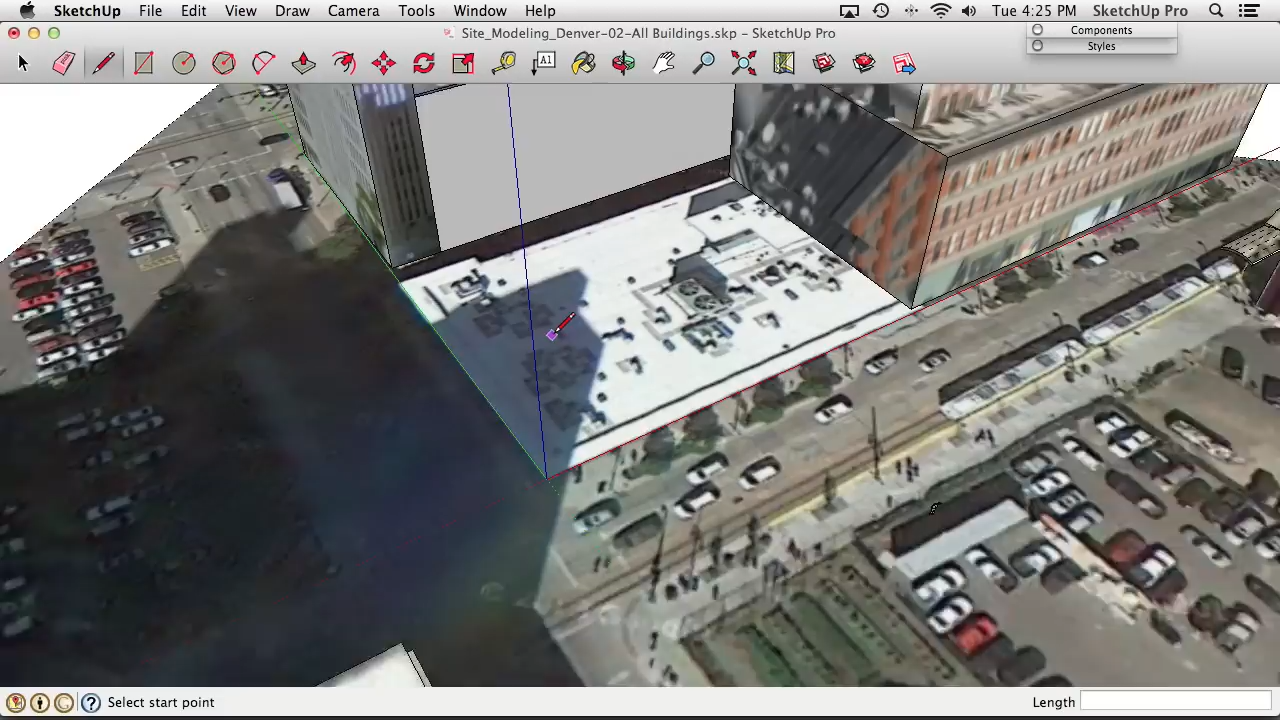 SketchUp File Edit View Draw Camera Tools Window Help Tue 4:25 PM SketchUp Pro
Site_Modeling_Denver-02-All Buildings.skp - SketchUp Pro
Components
Styles
A1
Select start point
Length